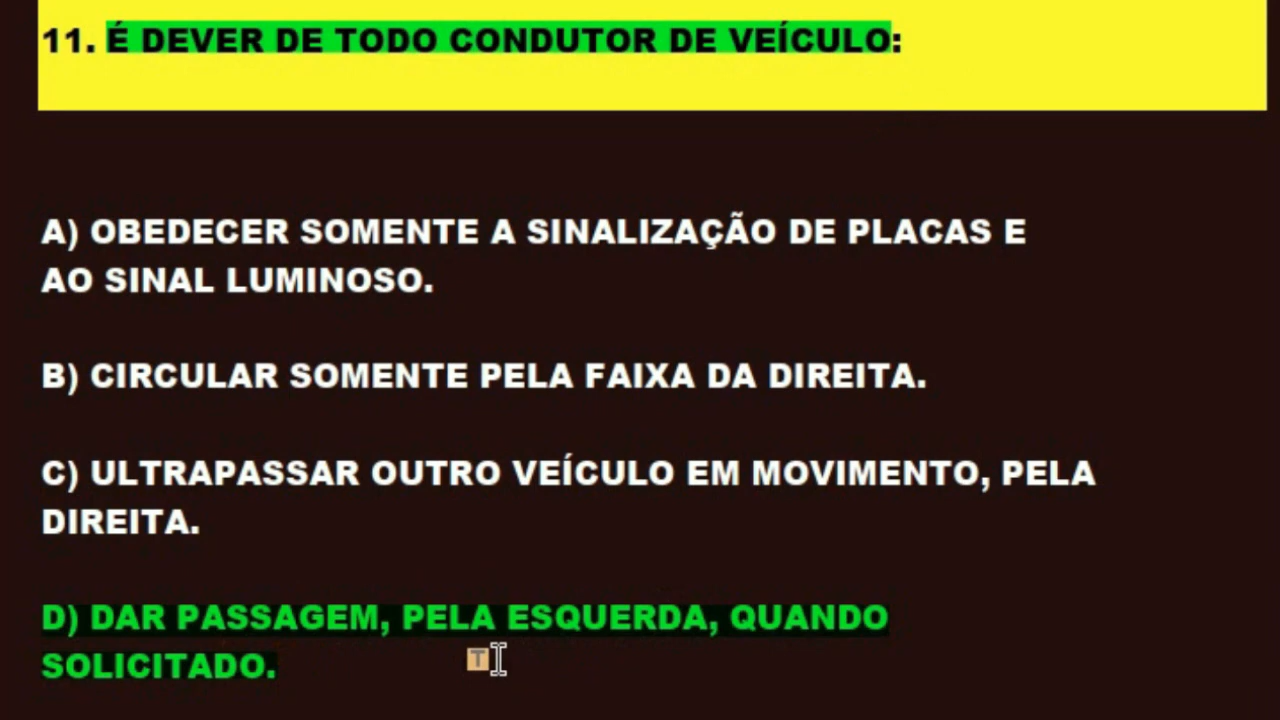 11. É DEVER DE TODO CONDUTOR DE VEÍCULO:
A) OBEDECER SOMENTE A SINALIZAÇÃO DE PLACAS E
AO SINAL LUMINOSO.
B) CIRCULAR SOMENTE PELA FAIXA DA DIREITA.
C) ULTRAPASSAR OUTRO VEÍCULO EM MOVIMENTO, PELA
DIREITA.
D) DAR PASSAGEM, PELA ESQUERDA, QUANDO
SOLICITADO.
T